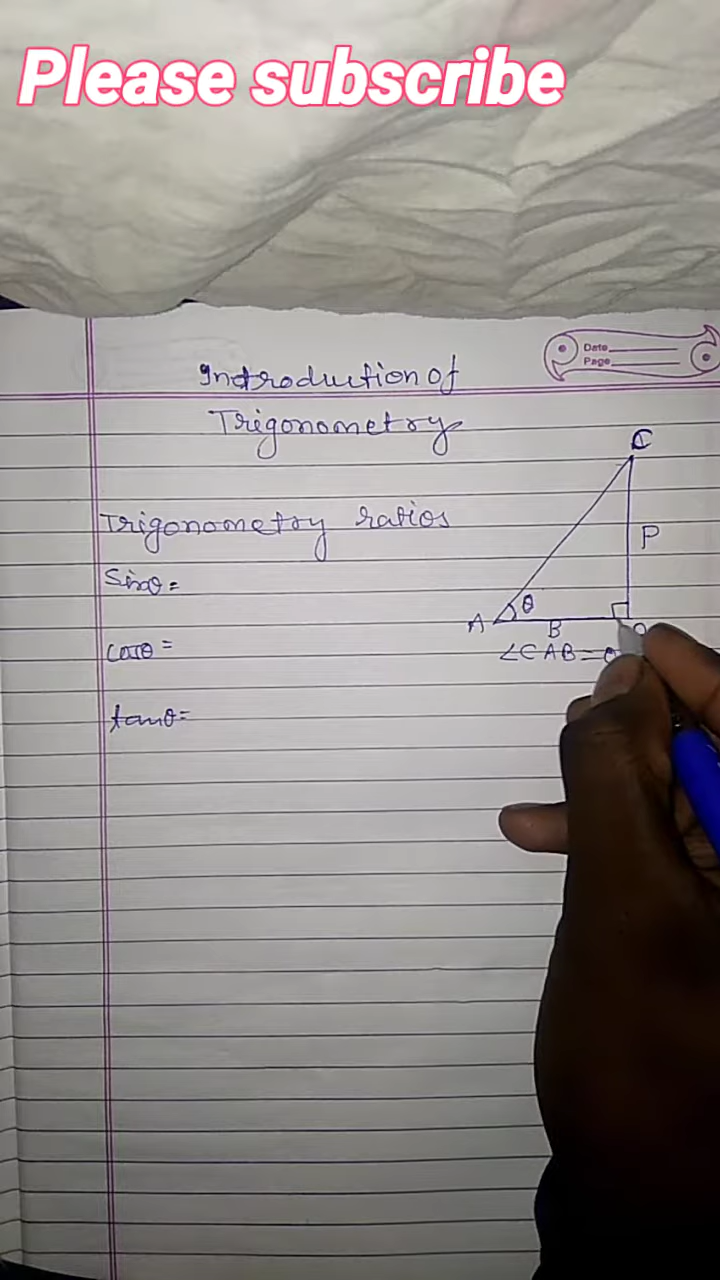 Please subscribe
Date
Page
Introduction of
Trigonometry
C
Trigonometry ratios
P
Sinθ =
θ
A
B
∠CAB=θ
cosθ =
tanθ=